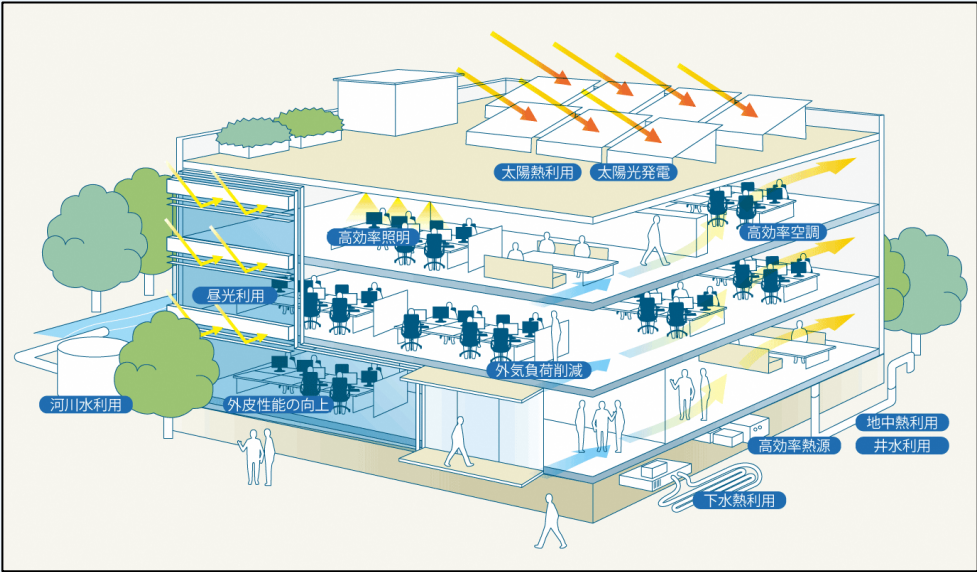 太陽熱利用
太陽光発電
高効率照明
高効率空調
昼光利用
外気負荷削減
河川水利用
外皮性能の向上
地中熱利用
高効率熱源
井水利用
下水熱利用